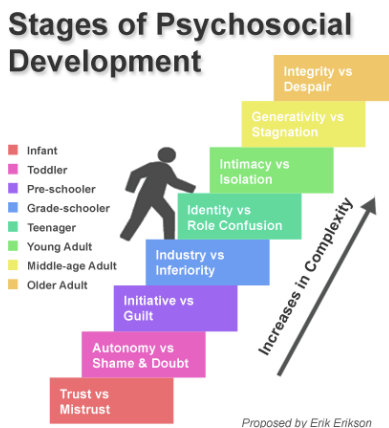 Stages of Psychosocial
Development
Integrity vs
Despair
Generativity vs
Stagnation
Intimacy vs
Isolation
Identity vs
Role Confusion
Industry vs
Inferiority
Initiative vs
Guilt
Autonomy vs
Shame & Doubt
Trust vs
Mistrust
Infant
Toddler
Pre-schooler
Grade-schooler
Teenager
Young Adult
Middle-age Adult
Older Adult
Increases in Complexity
Proposed by Erik Erikson